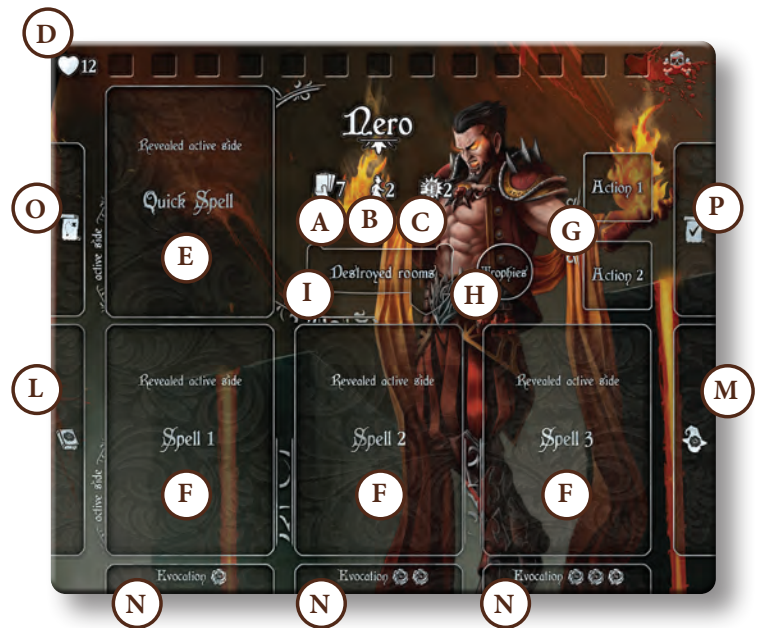 D
12
Nero
Revealed active side
Quick Spell
7
2
2
Action 1
O
A
B
C
G
P
active side
E
Destroyed rooms
Trophies
Action 2
I
H
L
M
Revealed active side
Revealed active side
Revealed active side
Spell 1
Spell 2
Spell 3
active side
F
F
F
Evocation
Evocation
Evocation
N
N
N